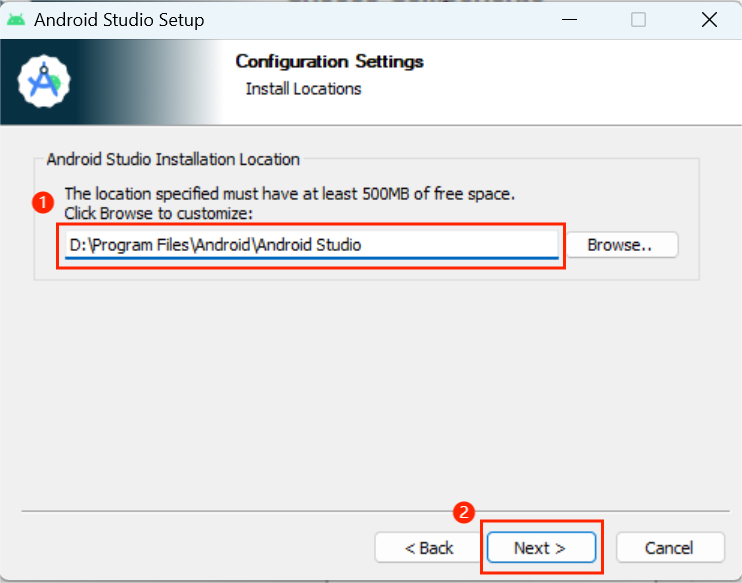 Android Studio Setup
Configuration Settings
Install Locations
Android Studio Installation Location
1
The location specified must have at least 500MB of free space.
Click Browse to customize:
D:\Program Files\Android\Android Studio
Browse..
2
< Back
Next >
Cancel